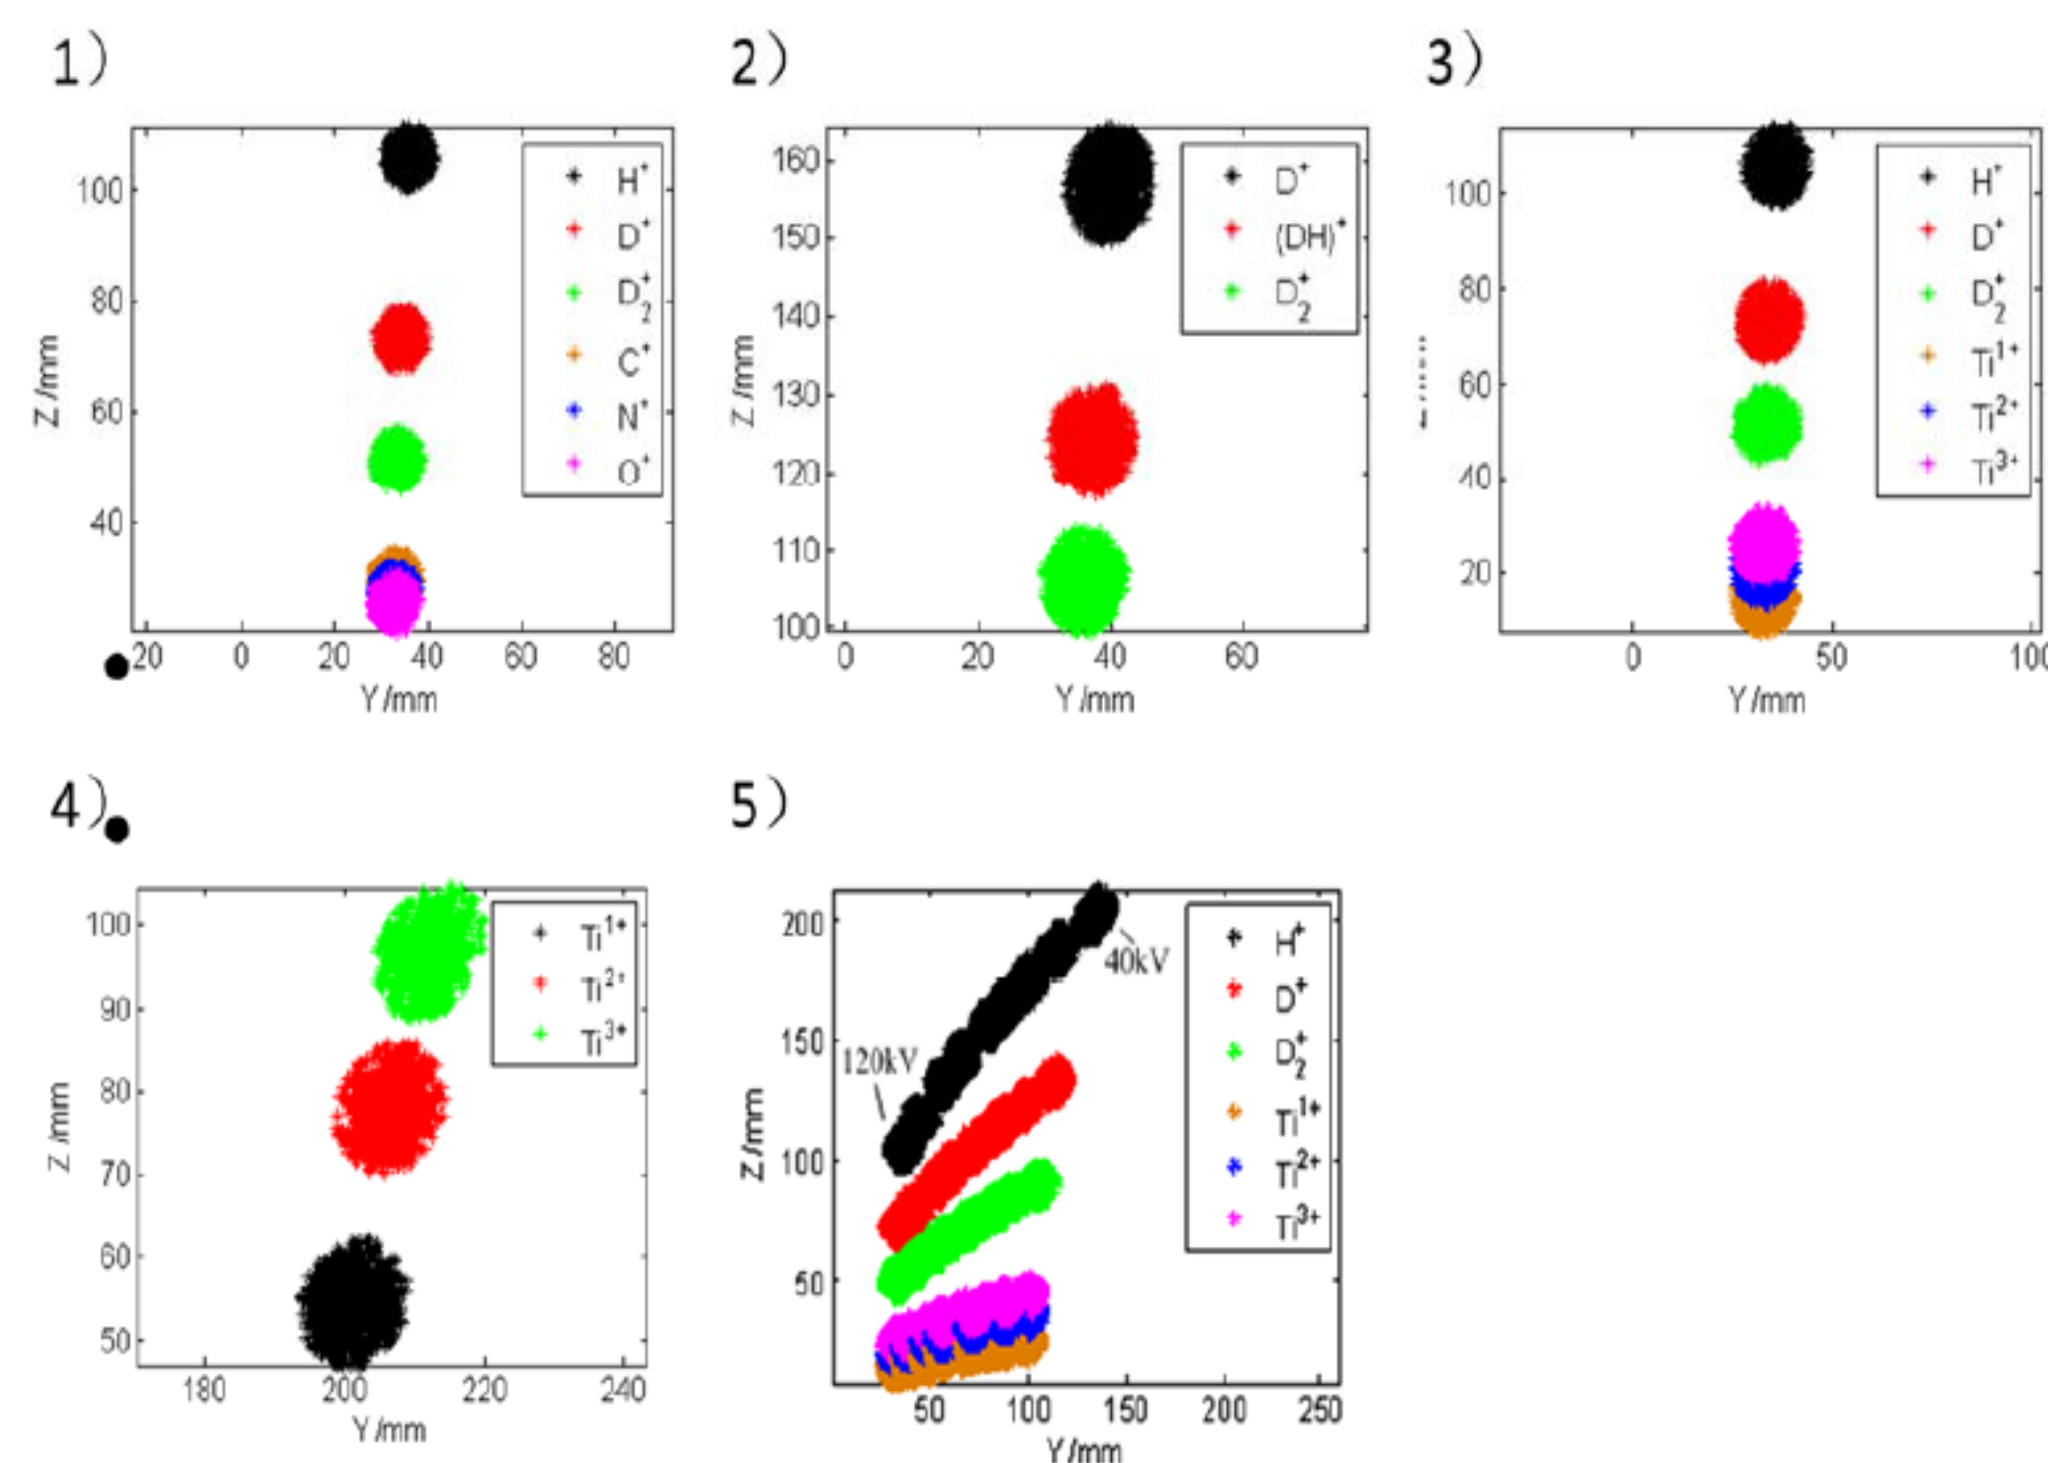 1)
100
80
60
40
Z/mm
20 0 20 40 60 80
Y/mm
H⁺
D⁺
D₂⁺
C⁺
N⁺
O⁺
2)
160
150
140
130
120
110
100
Z/mm
0 20 40 60
Y/mm
D⁺
(DH)⁺
D₂⁺
3)
100
80
60
40
20
0 50 100
Y/mm
H⁺
D⁺
D₂⁺
Ti¹⁺
Ti²⁺
Ti³⁺
4)
100
90
80
70
60
50
Z/mm
180 200 220 240
Y/mm
Ti¹⁺
Ti²⁺
Ti³⁺
5)
200
150
100
50
Z/mm
50 100 150 200 250
Y/mm
120kV
40kV
H⁺
D⁺
D₂⁺
Ti¹⁺
Ti²⁺
Ti³⁺